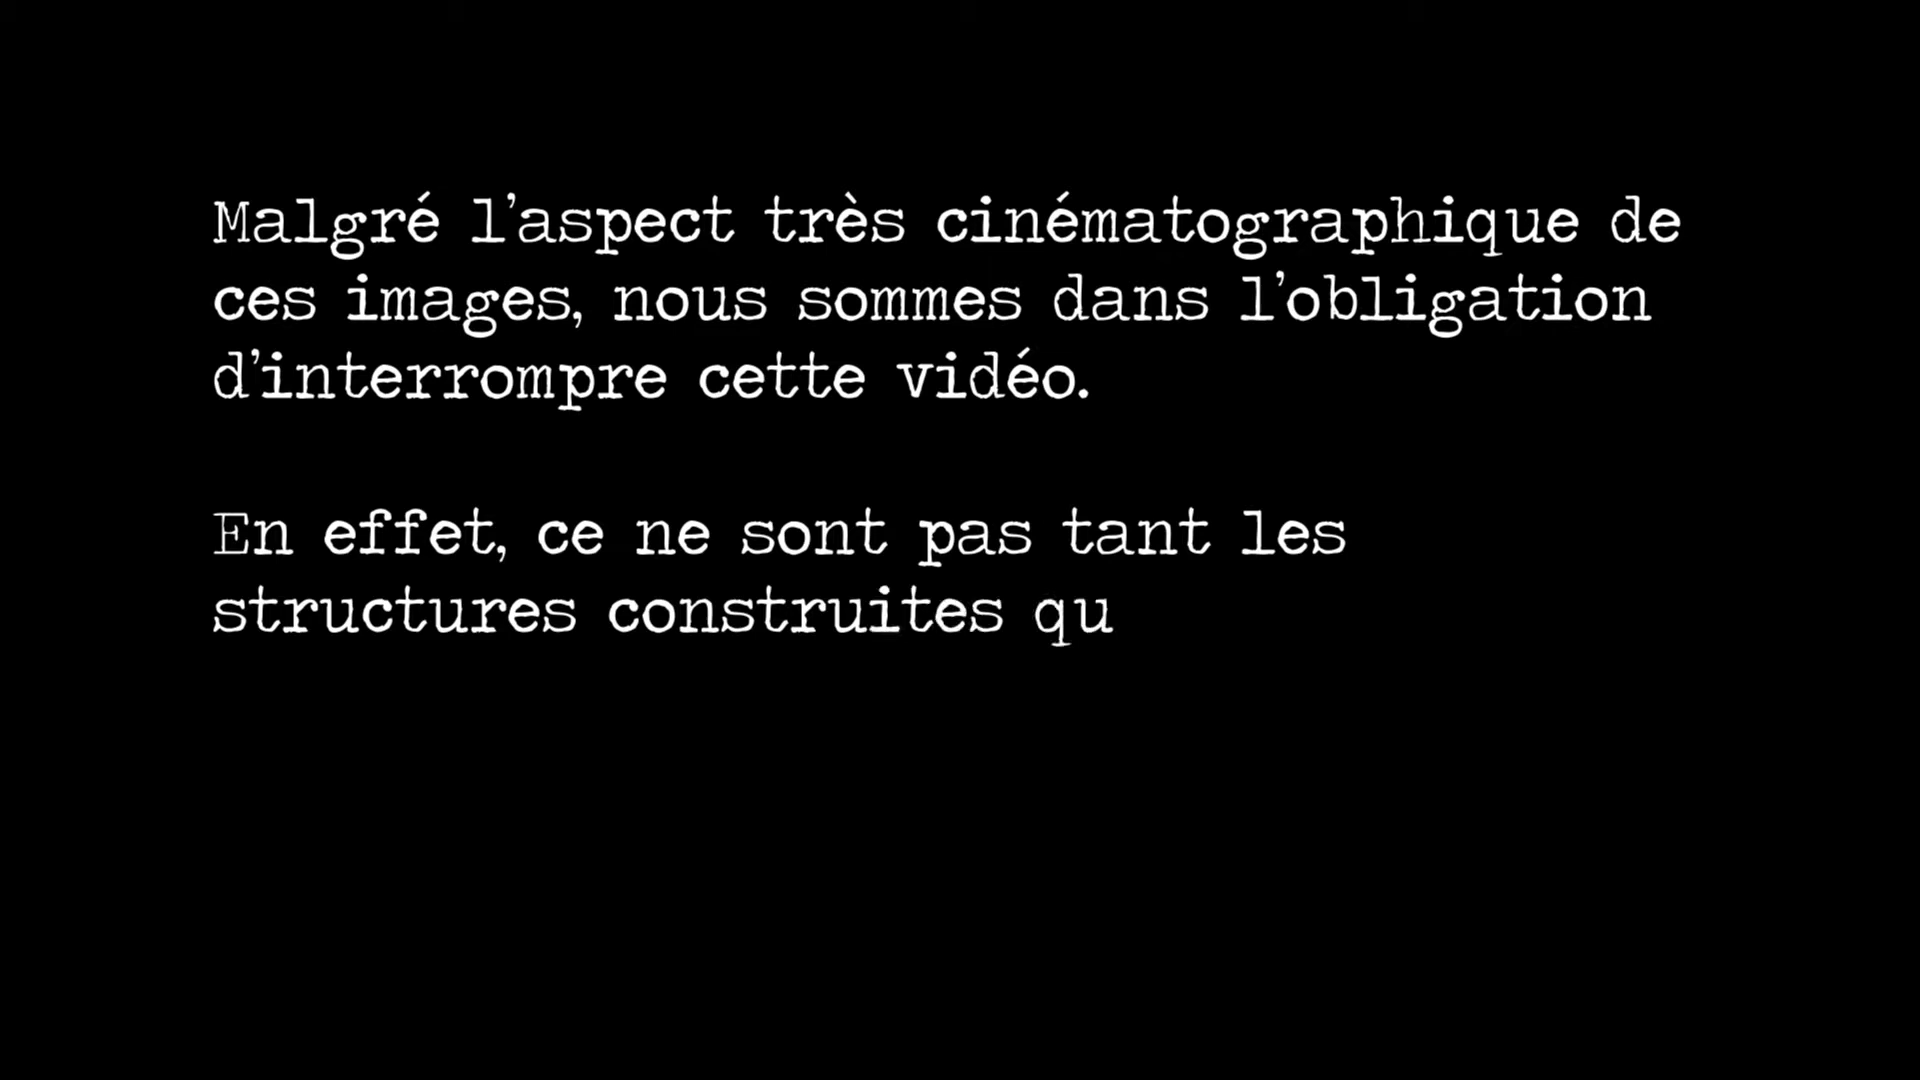 Malgré l'aspect très cinématographique de
ces images, nous sommes dans l'obligation
d'interrompre cette vidéo.
En effet, ce ne sont pas tant les
structures construites qu